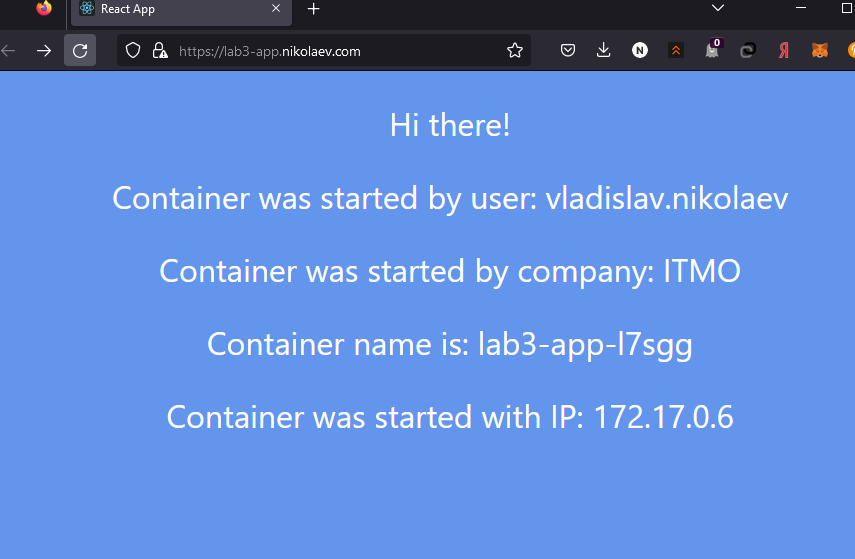 React App
https://lab3-app.nikolaev.com
N
0
Я
Hi there!
Container was started by user: vladislav.nikolaev
Container was started by company: ITMO
Container name is: lab3-app-l7sgg
Container was started with IP: 172.17.0.6